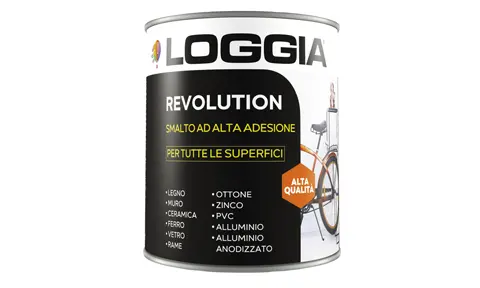 LOGGIA
REVOLUTION
SMALTO AD ALTA ADESIONE
PER TUTTE LE SUPERFICI
ALTA
QUALITÀ
• LEGNO
• MURO
• CERAMICA
• FERRO
• VETRO
• RAME
• OTTONE
• ZINCO
• PVC
• ALLUMINIO
• ALLUMINIO
ANODIZZATO